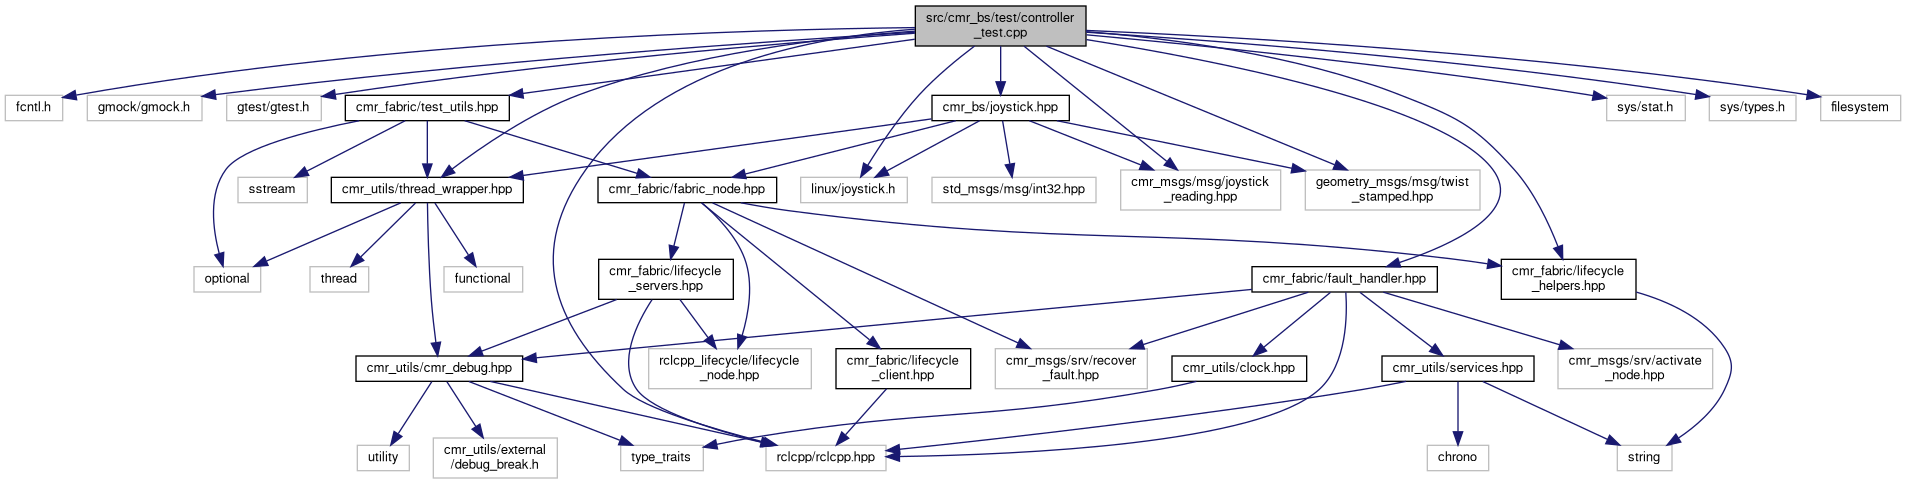 src/cmr_bs/test/controller
_test.cpp
fcntl.h
gmock/gmock.h
gtest/gtest.h
cmr_fabric/test_utils.hpp
cmr_bs/joystick.hpp
sys/stat.h
sys/types.h
filesystem
sstream
cmr_utils/thread_wrapper.hpp
cmr_fabric/fabric_node.hpp
linux/joystick.h
std_msgs/msg/int32.hpp
cmr_msgs/msg/joystick
_reading.hpp
geometry_msgs/msg/twist
_stamped.hpp
optional
thread
functional
cmr_fabric/lifecycle
_servers.hpp
cmr_fabric/fault_handler.hpp
cmr_fabric/lifecycle
_helpers.hpp
cmr_utils/cmr_debug.hpp
rclcpp_lifecycle/lifecycle
_node.hpp
cmr_fabric/lifecycle
_client.hpp
cmr_msgs/srv/recover
_fault.hpp
cmr_utils/clock.hpp
cmr_utils/services.hpp
cmr_msgs/srv/activate
_node.hpp
utility
cmr_utils/external
/debug_break.h
type_traits
rclcpp/rclcpp.hpp
chrono
string